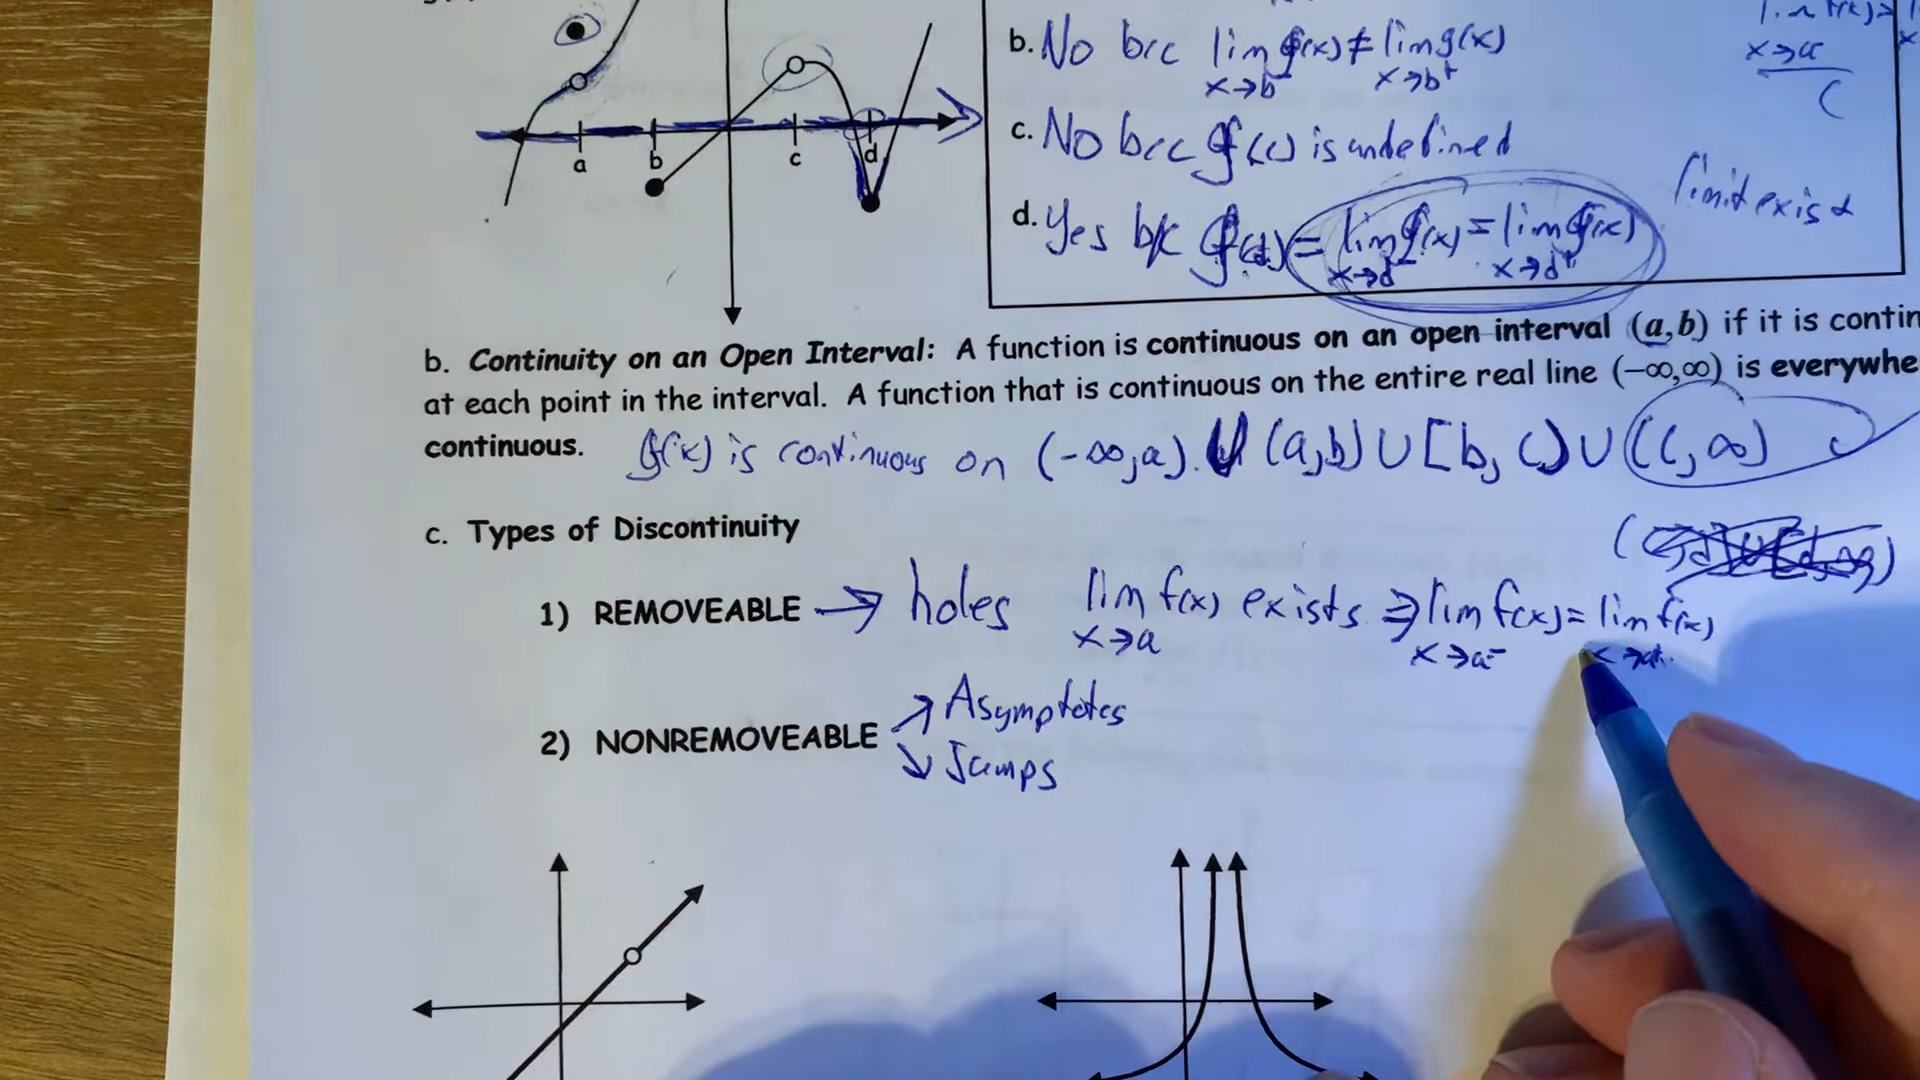 b. No b/c lim g(x) ≠ lim g(x)
x→b⁻ x→b⁺
x→a
c. No b/c g(c) is undefined
limit exist
d. Yes b/c g(d) = lim g(x) = lim g(x)
x→d⁻ x→d⁺
a b c d
b. Continuity on an Open Interval: A function is continuous on an open interval (a,b) if it is contin
at each point in the interval. A function that is continuous on the entire real line (−∞,∞) is everywhe
continuous. g(x) is continuous on (-∞,a) ∪ (a,b) ∪ [b,c) ∪ (c,∞)
c. Types of Discontinuity
1) REMOVEABLE → holes lim f(x) exists ⇒ lim f(x) = lim f(x)
x→a x→a⁻ x→a⁺
2) NONREMOVEABLE ↗ Asymptotes
↘ Jumps